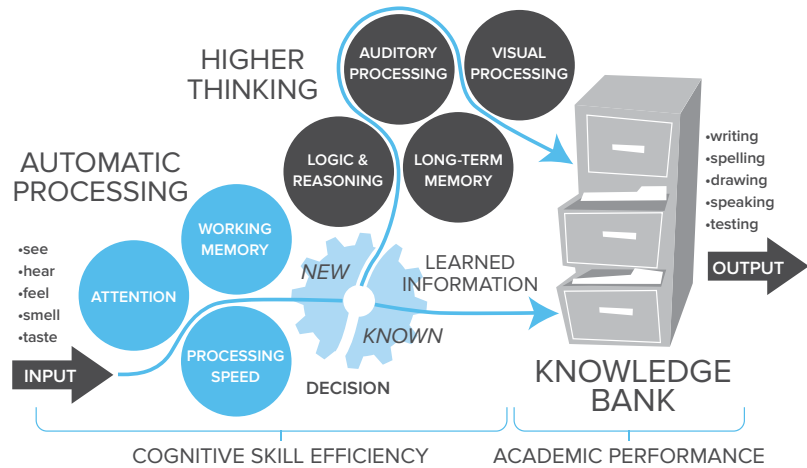 HIGHER
THINKING
AUDITORY
PROCESSING
VISUAL
PROCESSING
LOGIC &
REASONING
LONG-TERM
MEMORY
AUTOMATIC
PROCESSING
•see
•hear
•feel
•smell
•taste
INPUT
ATTENTION
WORKING
MEMORY
PROCESSING
SPEED
NEW
KNOWN
DECISION
LEARNED
INFORMATION
•writing
•spelling
•drawing
•speaking
•testing
OUTPUT
KNOWLEDGE
BANK
COGNITIVE SKILL EFFICIENCY
ACADEMIC PERFORMANCE